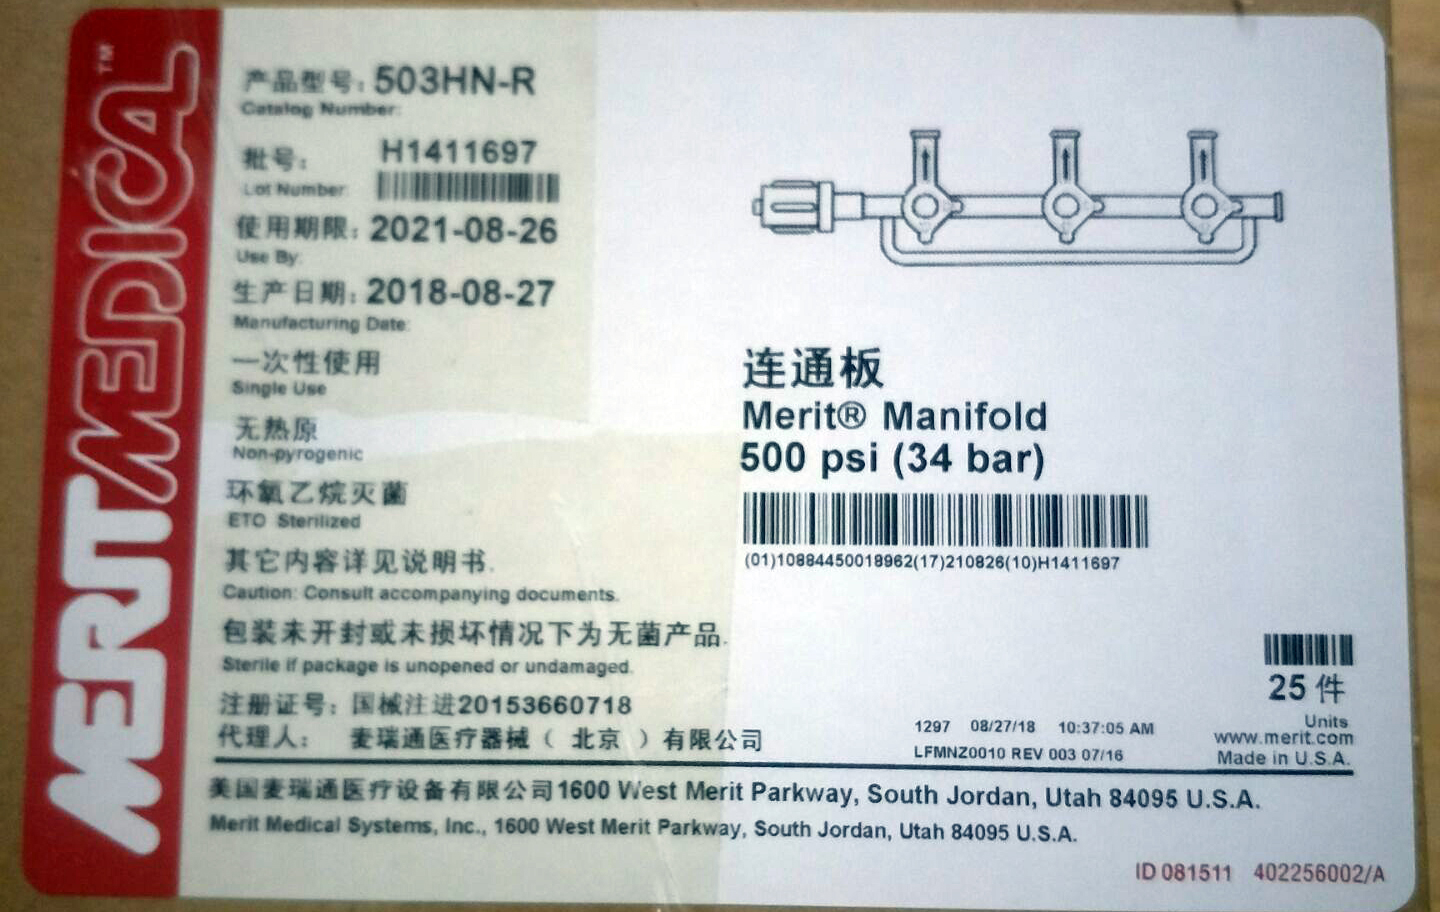 MERIT MEDICAL™
产品型号: 503HN-R
Catalog Number:
批号: H1411697
Lot Number
使用期限: 2021-08-26
Use By:
生产日期: 2018-08-27
Manufacturing Date:
一次性使用
Single Use
无热原
Non-pyrogenic
环氧乙烷灭菌
ETO Sterilized
其它内容详见说明书.
Caution: Consult accompanying documents.
包装未开封或未损坏情况下为无菌产品.
Sterile if package is unopened or undamaged.
注册证号: 国械注进20153660718
代理人: 麦瑞通医疗器械（北京）有限公司
连通板
Merit® Manifold
500 psi (34 bar)
(01)10884450018962(17)210826(10)H1411697
25 件
Units
www.merit.com
Made in U.S.A.
1297 08/27/18 10:37:05 AM
LFMNZ0010 REV 003 07/16
美国麦瑞通医疗设备有限公司1600 West Merit Parkway, South Jordan, Utah 84095 U.S.A.
Merit Medical Systems, Inc., 1600 West Merit Parkway, South Jordan, Utah 84095 U.S.A.
ID 081511 402256002/A